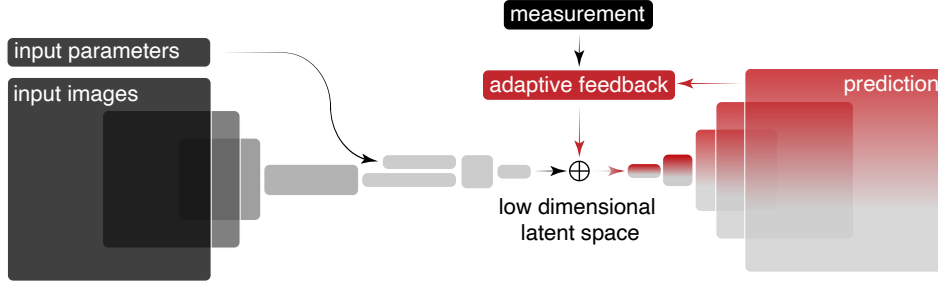 measurement
input parameters
input images
adaptive feedback
prediction
low dimensional
latent space